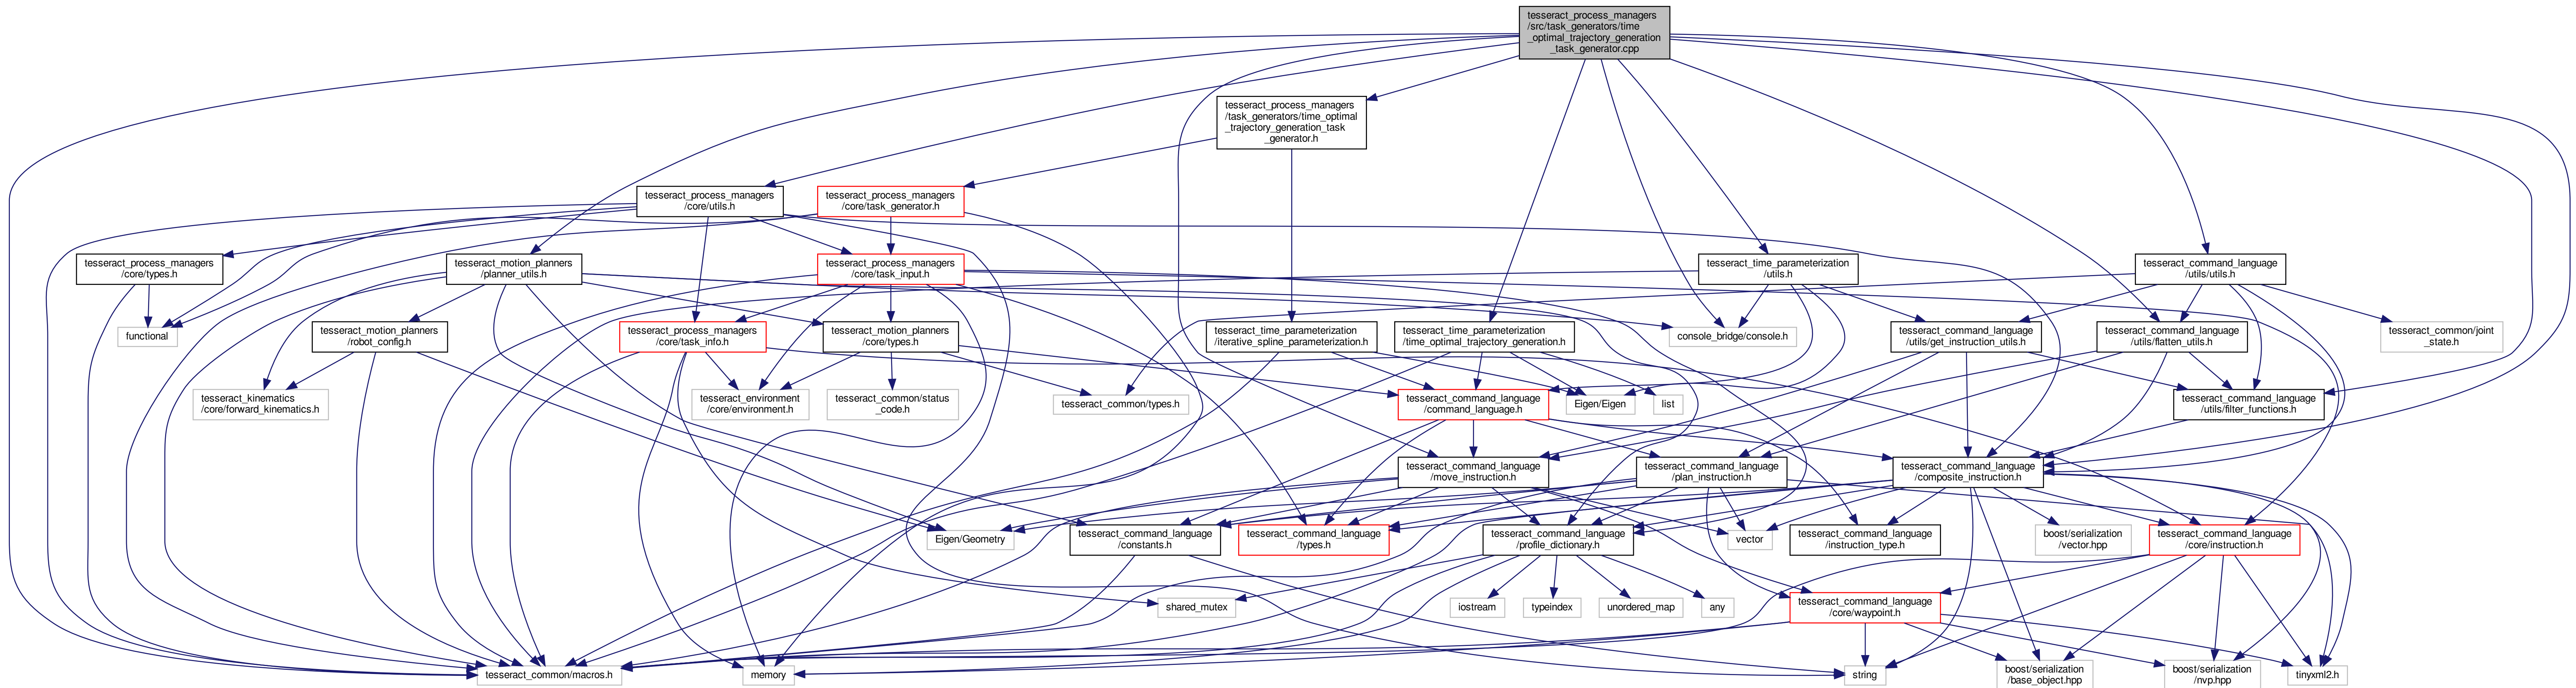 tesseract_process_managers
/src/task_generators/time
_optimal_trajectory_generation
_task_generator.cpp
tesseract_process_managers
/task_generators/time_optimal
_trajectory_generation_task
_generator.h
tesseract_process_managers
/core/utils.h
tesseract_process_managers
/core/task_generator.h
tesseract_process_managers
/core/types.h
tesseract_motion_planners
/planner_utils.h
tesseract_process_managers
/core/task_input.h
tesseract_time_parameterization
/utils.h
tesseract_command_language
/utils/utils.h
functional
tesseract_motion_planners
/robot_config.h
tesseract_process_managers
/core/task_info.h
tesseract_motion_planners
/core/types.h
console_bridge/console.h
tesseract_time_parameterization
/iterative_spline_parameterization.h
tesseract_time_parameterization
/time_optimal_trajectory_generation.h
tesseract_command_language
/utils/get_instruction_utils.h
tesseract_command_language
/utils/flatten_utils.h
tesseract_common/joint
_state.h
tesseract_kinematics
/core/forward_kinematics.h
tesseract_environment
/core/environment.h
tesseract_common/status
_code.h
tesseract_common/types.h
tesseract_command_language
/command_language.h
Eigen/Eigen
list
tesseract_command_language
/utils/filter_functions.h
tesseract_command_language
/move_instruction.h
tesseract_command_language
/plan_instruction.h
tesseract_command_language
/composite_instruction.h
Eigen/Geometry
tesseract_command_language
/constants.h
tesseract_command_language
/types.h
tesseract_command_language
/profile_dictionary.h
vector
tesseract_command_language
/instruction_type.h
boost/serialization
/vector.hpp
tesseract_command_language
/core/instruction.h
shared_mutex
iostream
typeindex
unordered_map
any
tesseract_command_language
/core/waypoint.h
tesseract_common/macros.h
memory
string
boost/serialization
/base_object.hpp
boost/serialization
/nvp.hpp
tinyxml2.h